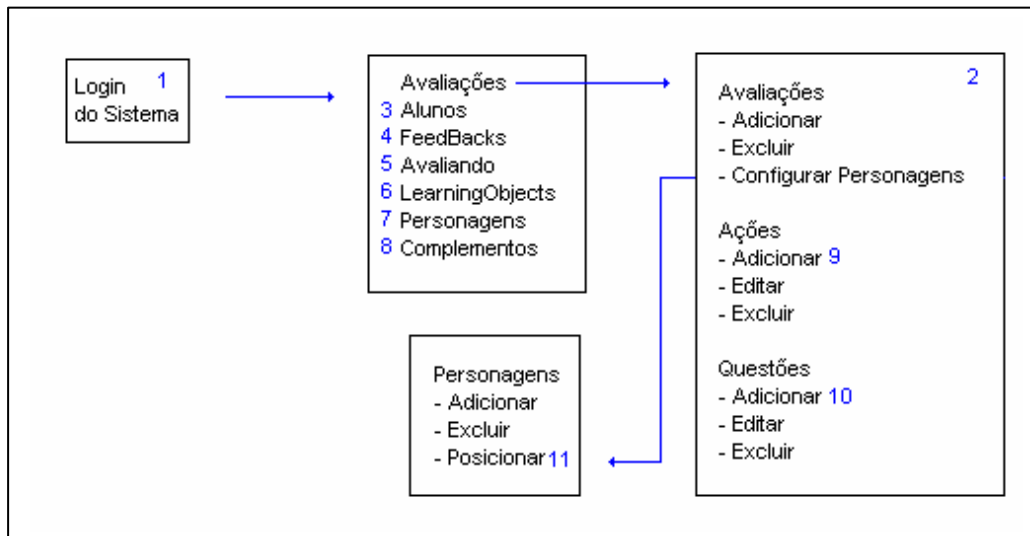 Login 1
do Sistema
Avaliações
3 Alunos
4 FeedBacks
5 Avaliando
6 LearningObjects
7 Personagens
8 Complementos
2
Avaliações
- Adicionar
- Excluir
- Configurar Personagens
Ações
- Adicionar 9
- Editar
- Excluir
Questões
- Adicionar 10
- Editar
- Excluir
Personagens
- Adicionar
- Excluir
- Posicionar 11